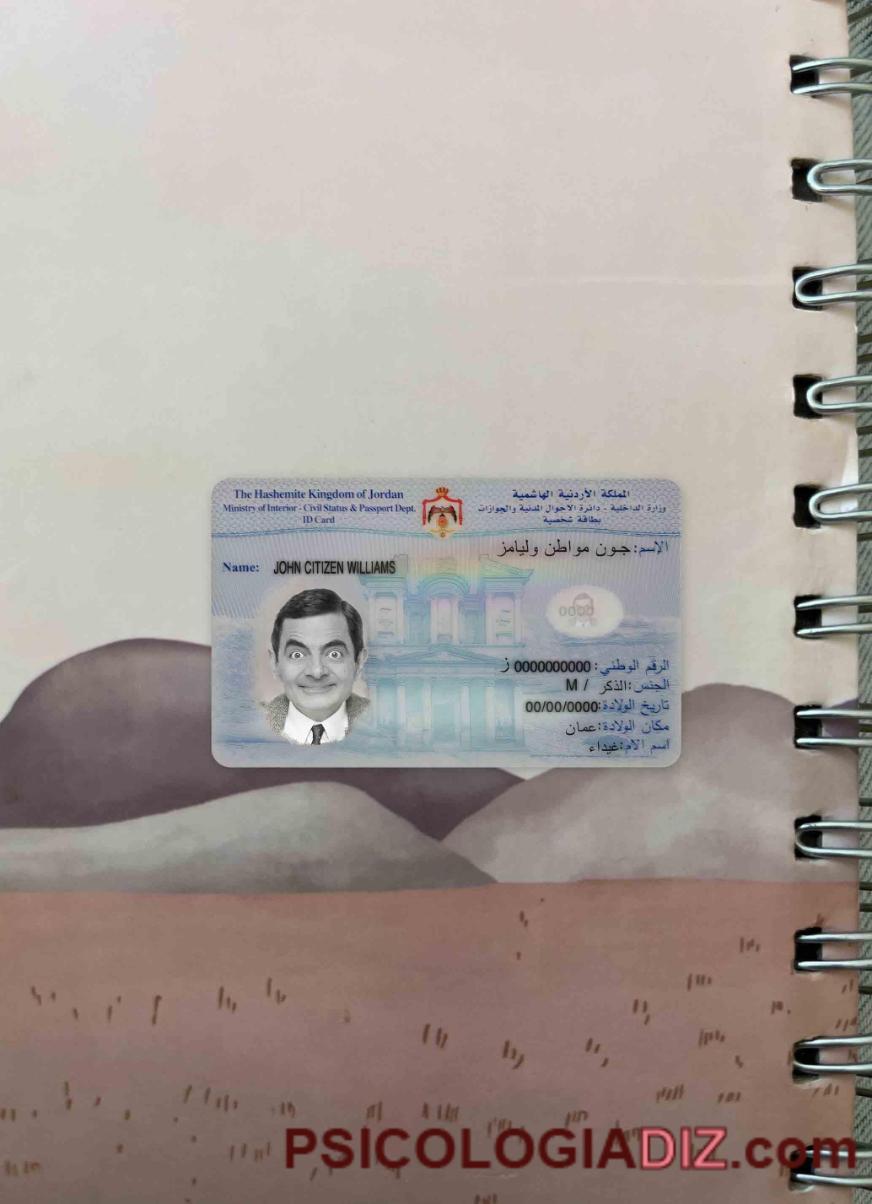 The Hashemite Kingdom of Jordan
Ministry of Interior - Civil Status & Passport Dept.
ID Card
المملكة الأردنية الهاشمية
وزارة الداخلية - دائرة الاحوال المدنية والجوازات
بطاقة شخصية
الإسم: جون مواطن وليامز
Name: JOHN CITIZEN WILLIAMS
0000
الرقم الوطني: 0000000000 ز
الجنس: الذكر / M
تاريخ الولادة: 00/00/0000
مكان الولادة: عمان
اسم الام: غيداء
PSICOLOGIADIZ.com